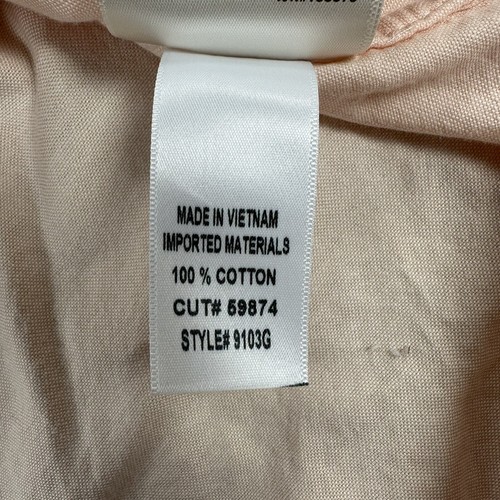 MADE IN VIETNAM
IMPORTED MATERIALS
100 % COTTON
CUT# 59874
STYLE# 9103G